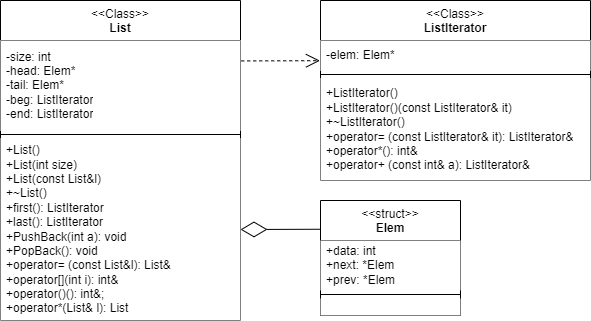 <<Class>>
List
-size: int
-head: Elem*
-tail: Elem*
-beg: ListIterator
-end: ListIterator
+List()
+List(int size)
+List(const List&l)
+~List()
+first(): ListIterator
+last(): ListIterator
+PushBack(int a): void
+PopBack(): void
+operator= (const List&l): List&
+operator[](int i): int&
+operator()(): int&;
+operator*(List& l): List
<<Class>>
ListIterator
-elem: Elem*
+ListIterator()
+ListIterator()(const ListIterator& it)
+~ListIterator()
+operator= (const ListIterator& it): ListIterator&
+operator*(): int&
+operator+ (const int& a): ListIterator&
<<struct>>
Elem
+data: int
+next: *Elem
+prev: *Elem